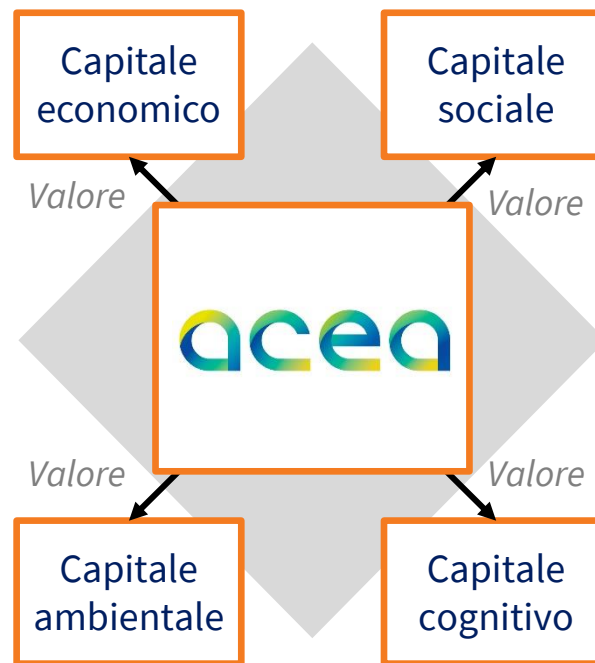 Capitale
economico
Capitale
sociale
Valore
Valore
acea
Valore
Valore
Capitale
ambientale
Capitale
cognitivo